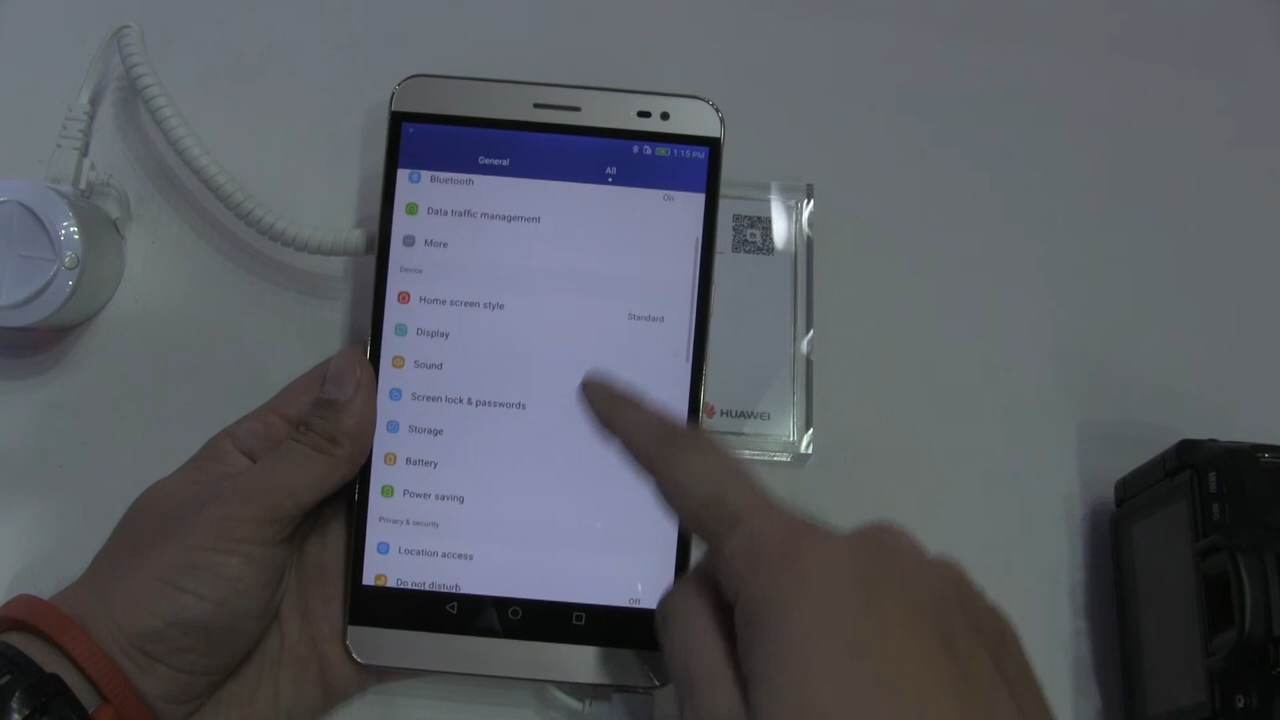 1:15 PM
General
All
Bluetooth
On
Data traffic management
More
Device
Home screen style
Standard
Display
Sound
Screen lock & passwords
Storage
Battery
Power saving
Privacy & security
Location access
Do not disturb
Off
HUAWEI